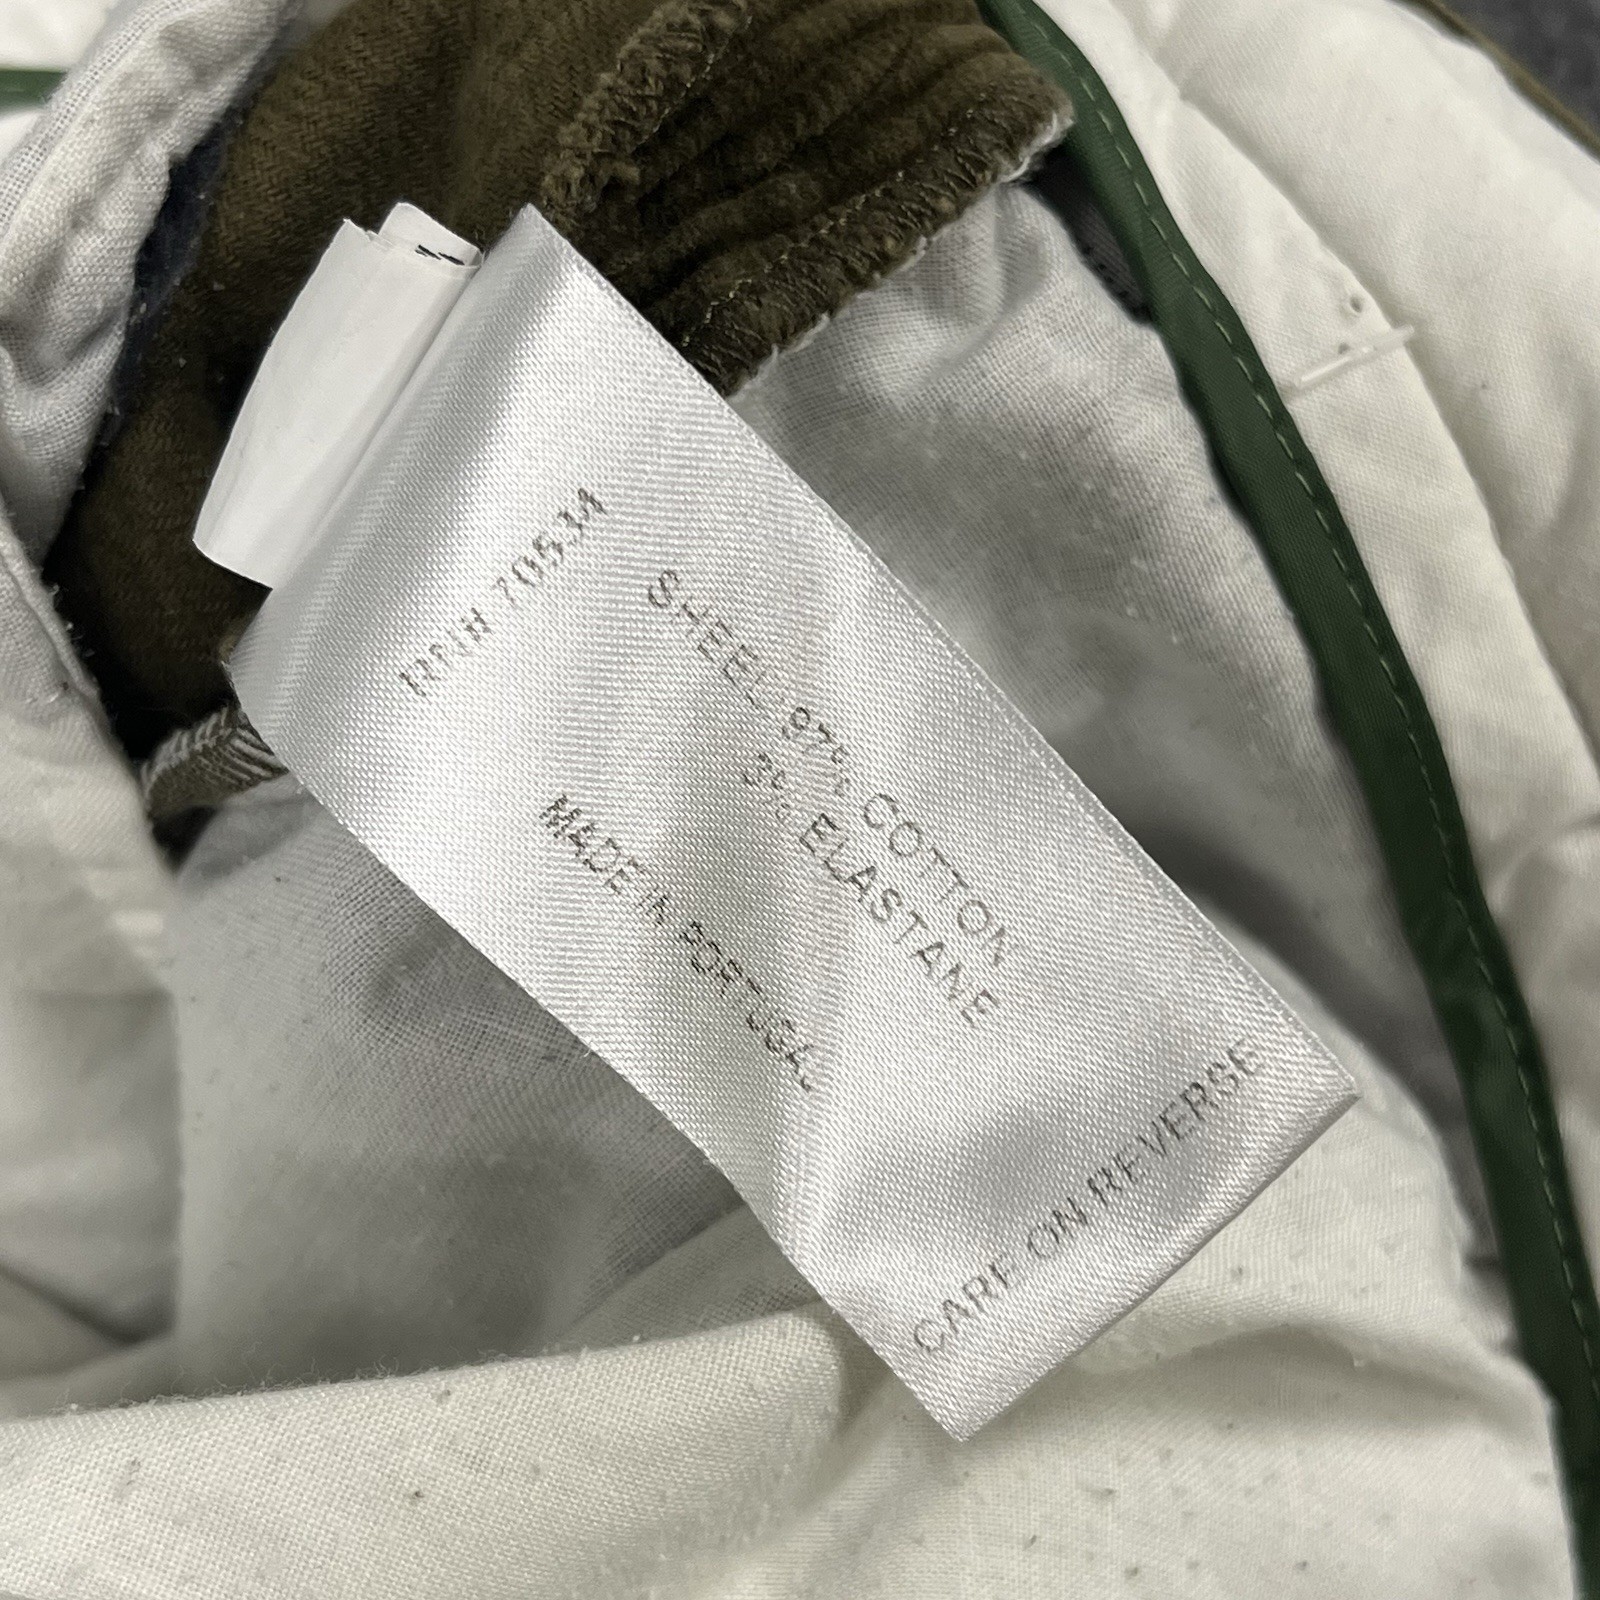 RN# 70534
SHELL: 97% COTTON
3% ELASTANE
MADE IN PORTUGAL
CARE ON REVERSE